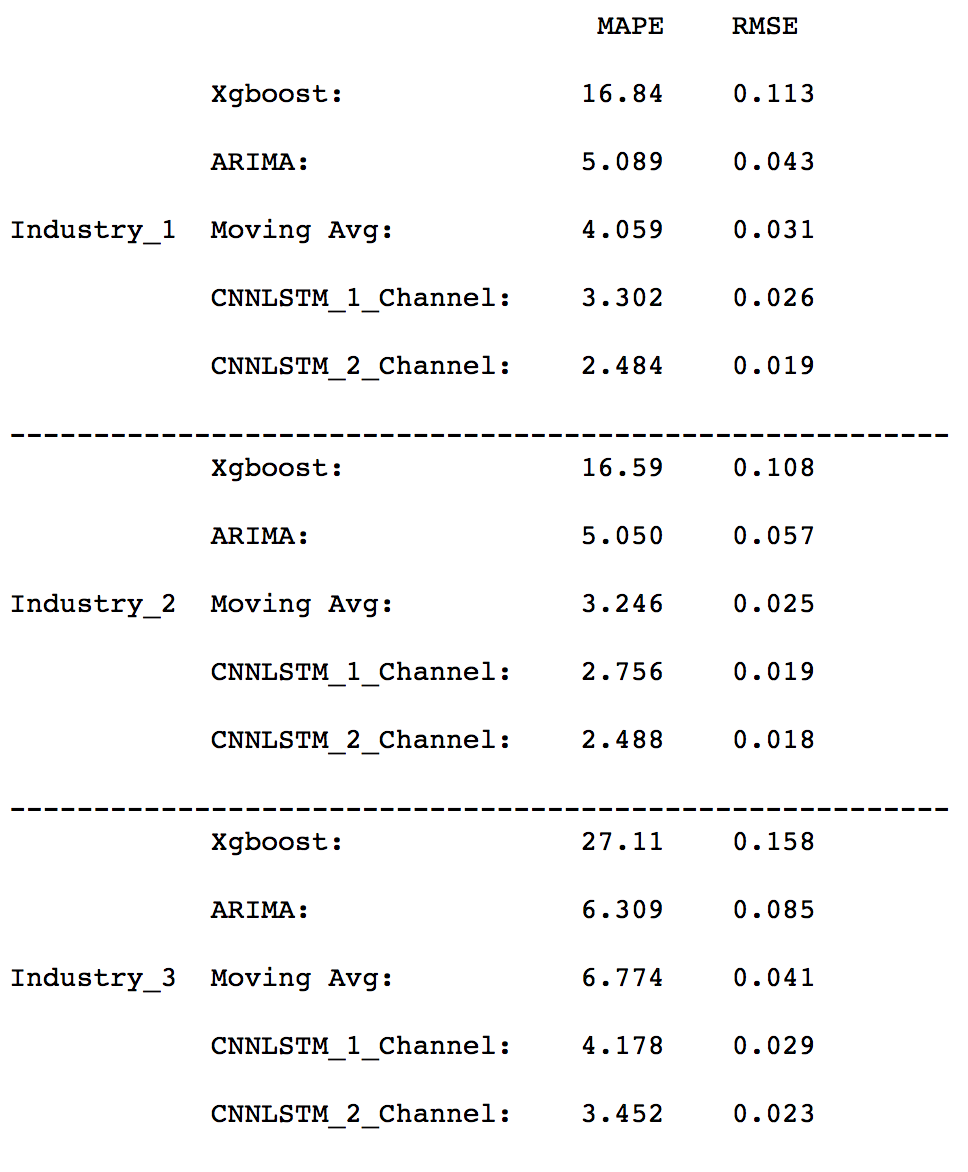 MAPE RMSE
Xgboost: 16.84 0.113
ARIMA: 5.089 0.043
Industry_1 Moving Avg: 4.059 0.031
CNNLSTM_1_Channel: 3.302 0.026
CNNLSTM_2_Channel: 2.484 0.019
---------------------------------------------------------
Xgboost: 16.59 0.108
ARIMA: 5.050 0.057
Industry_2 Moving Avg: 3.246 0.025
CNNLSTM_1_Channel: 2.756 0.019
CNNLSTM_2_Channel: 2.488 0.018
---------------------------------------------------------
Xgboost: 27.11 0.158
ARIMA: 6.309 0.085
Industry_3 Moving Avg: 6.774 0.041
CNNLSTM_1_Channel: 4.178 0.029
CNNLSTM_2_Channel: 3.452 0.023